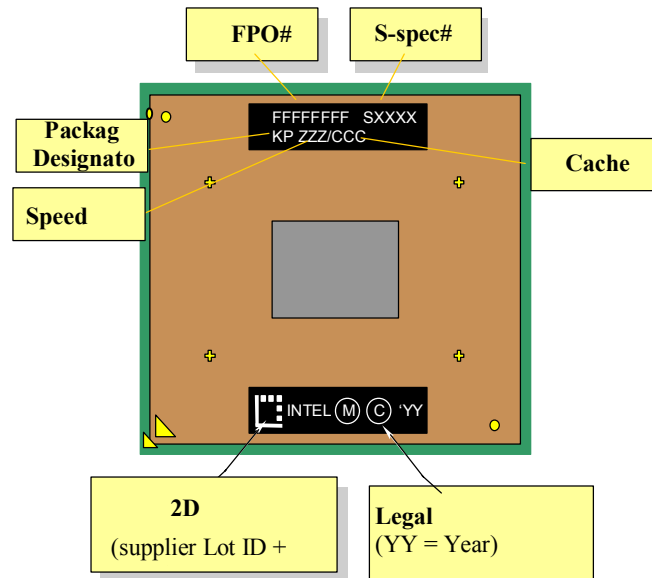 FPO#
S-spec#
FFFFFFFF SXXXX
KP ZZZ/CCC
Packag
Designato
Cache
Speed
INTEL M C 'YY
2D
(supplier Lot ID +
Legal
(YY = Year)